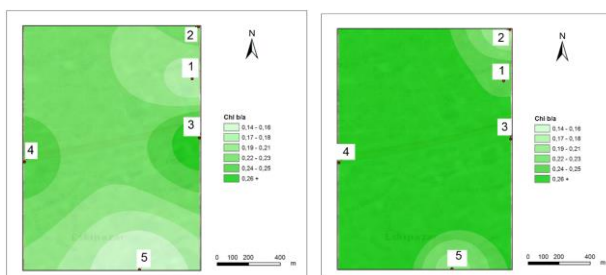 2
N
1
3
4
5
Chl b/a
0,14 - 0,16
0,17 - 0,18
0,19 - 0,21
0,22 - 0,23
0,24 - 0,25
0,26 +
0 100 200 400
m
2
N
1
3
4
5
Chl b/a
0,14 - 0,16
0,17 - 0,18
0,19 - 0,21
0,22 - 0,23
0,24 - 0,25
0,26 +
0 100 200 400
m